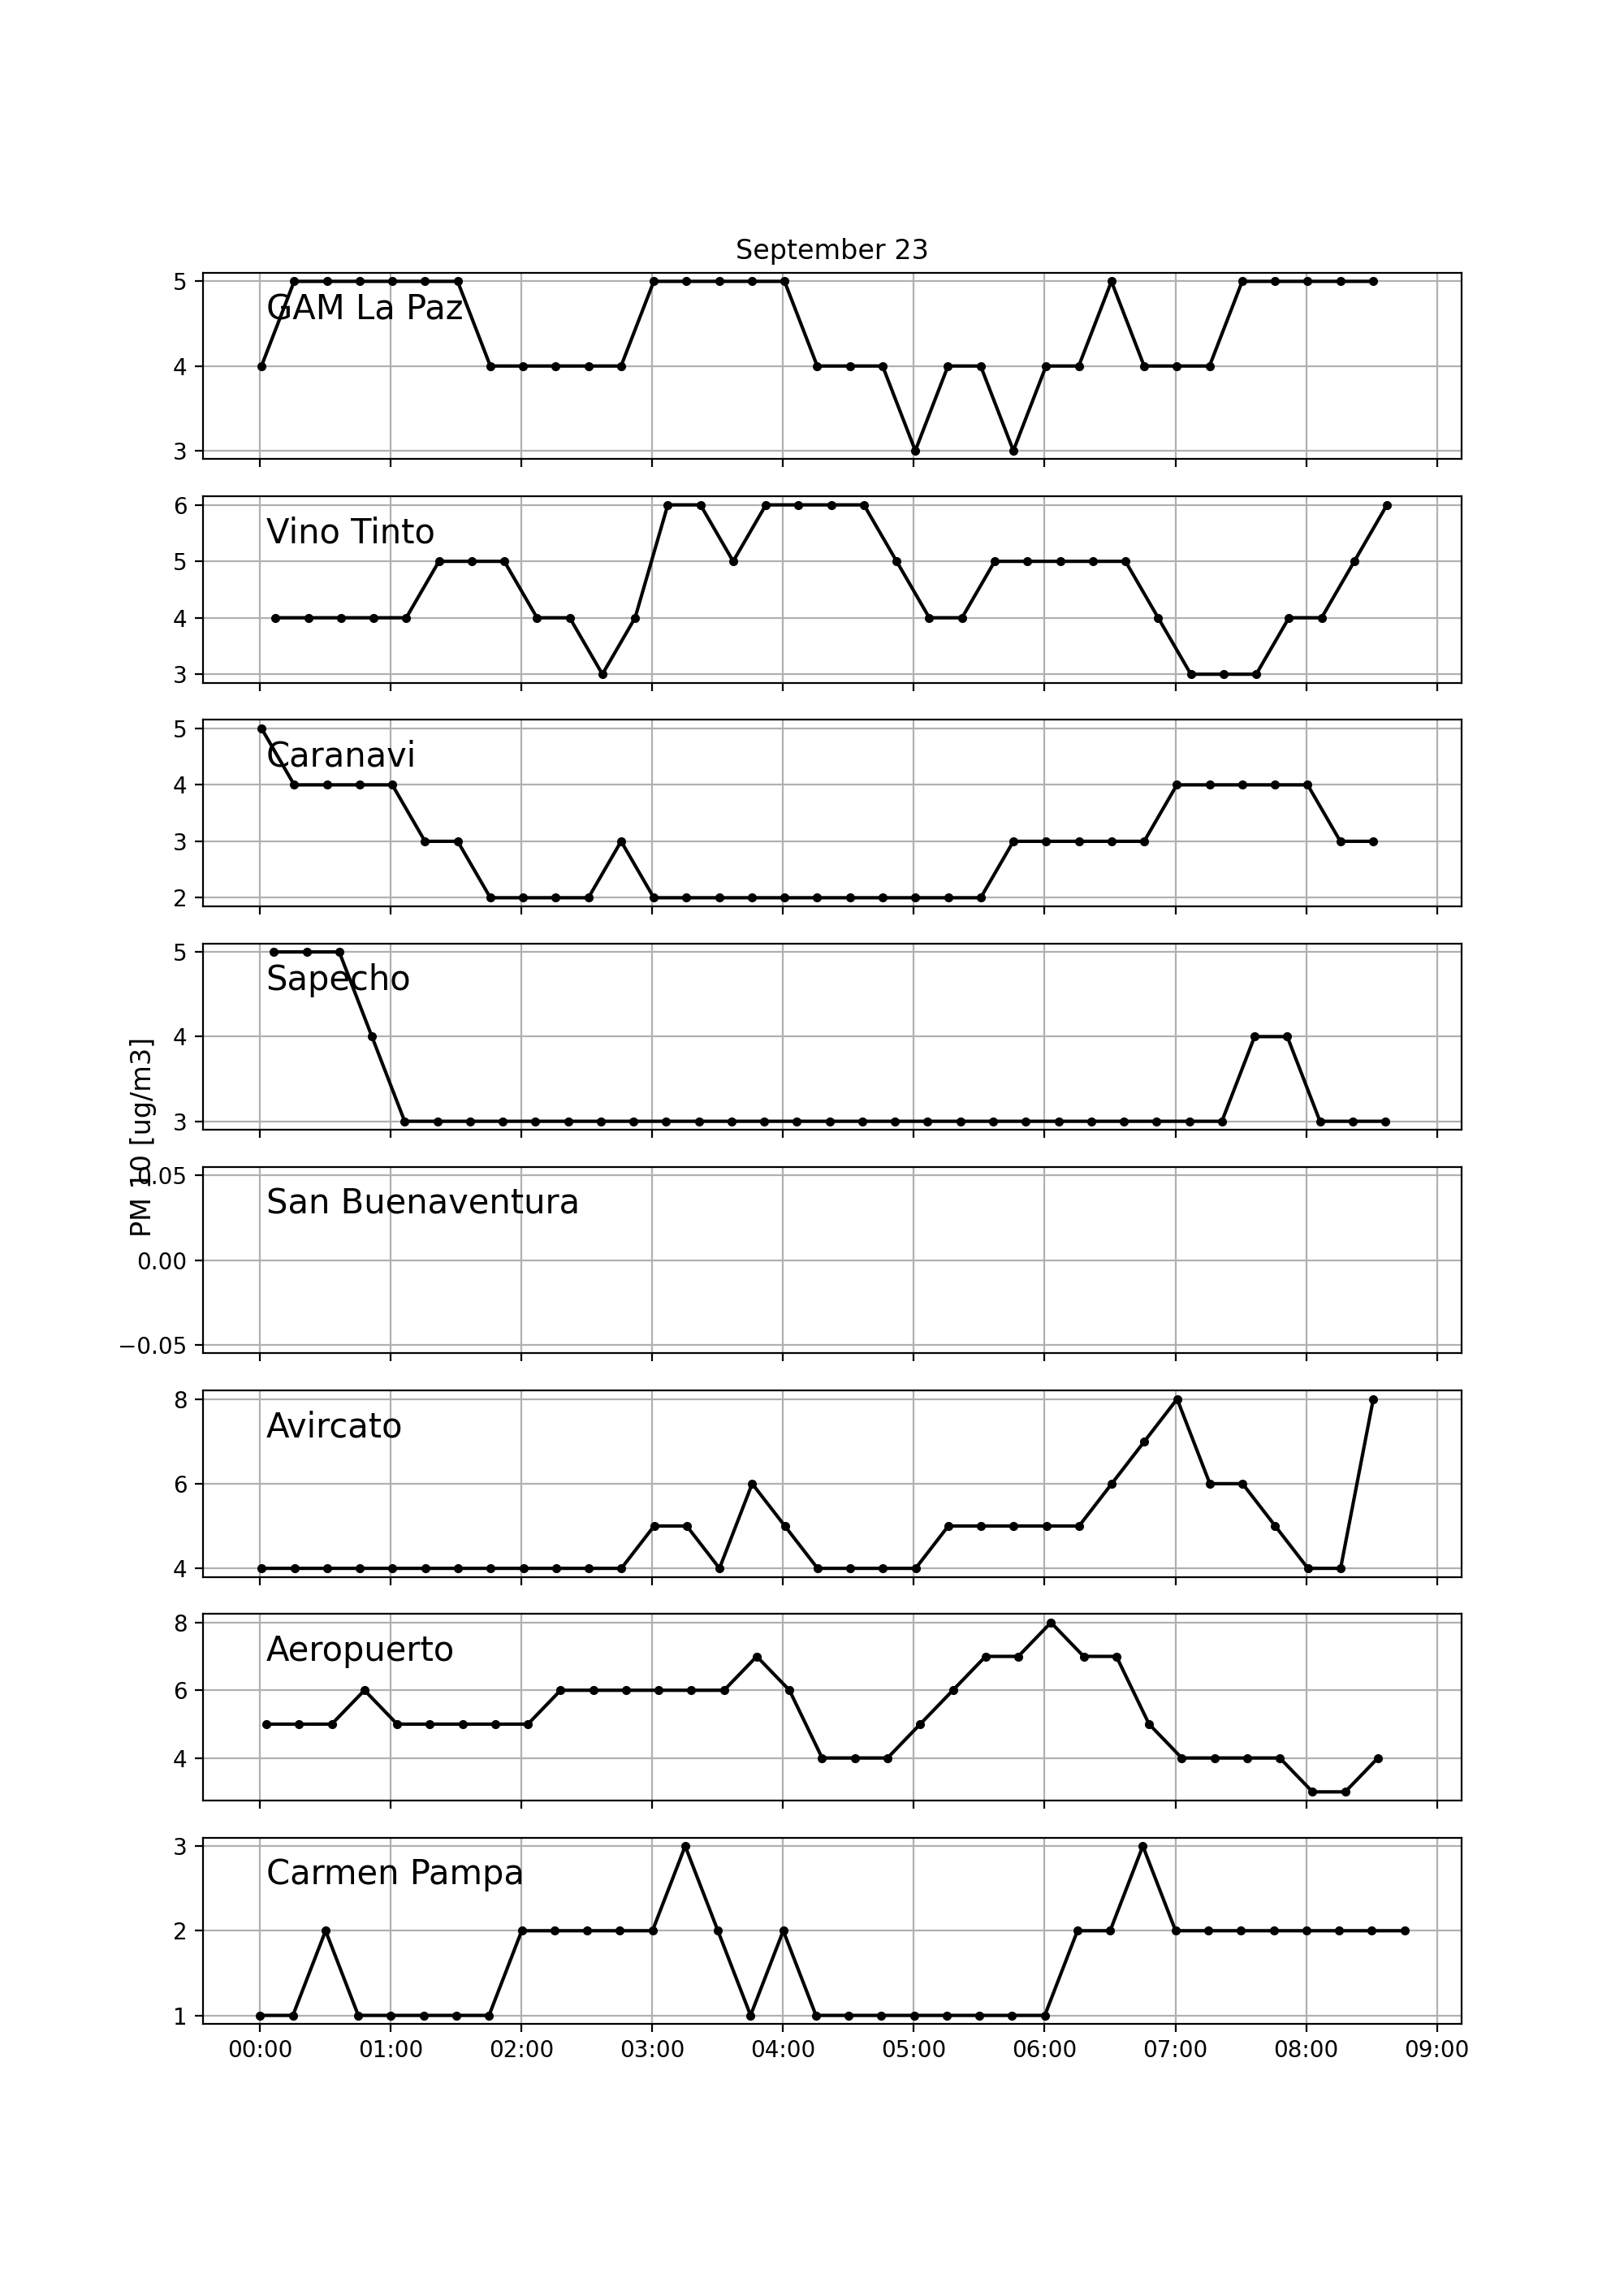 September 23
5
GAM La Paz
4
3
6
Vino Tinto
5
4
3
5
Caranavi
4
3
2
5
Sapecho
4
3
PM 10 [ug/m3]
0.05
San Buenaventura
0.00
−0.05
8
Avircato
6
4
8
Aeropuerto
6
4
3
Carmen Pampa
2
1
00:00 01:00 02:00 03:00 04:00 05:00 06:00 07:00 08:00 09:00